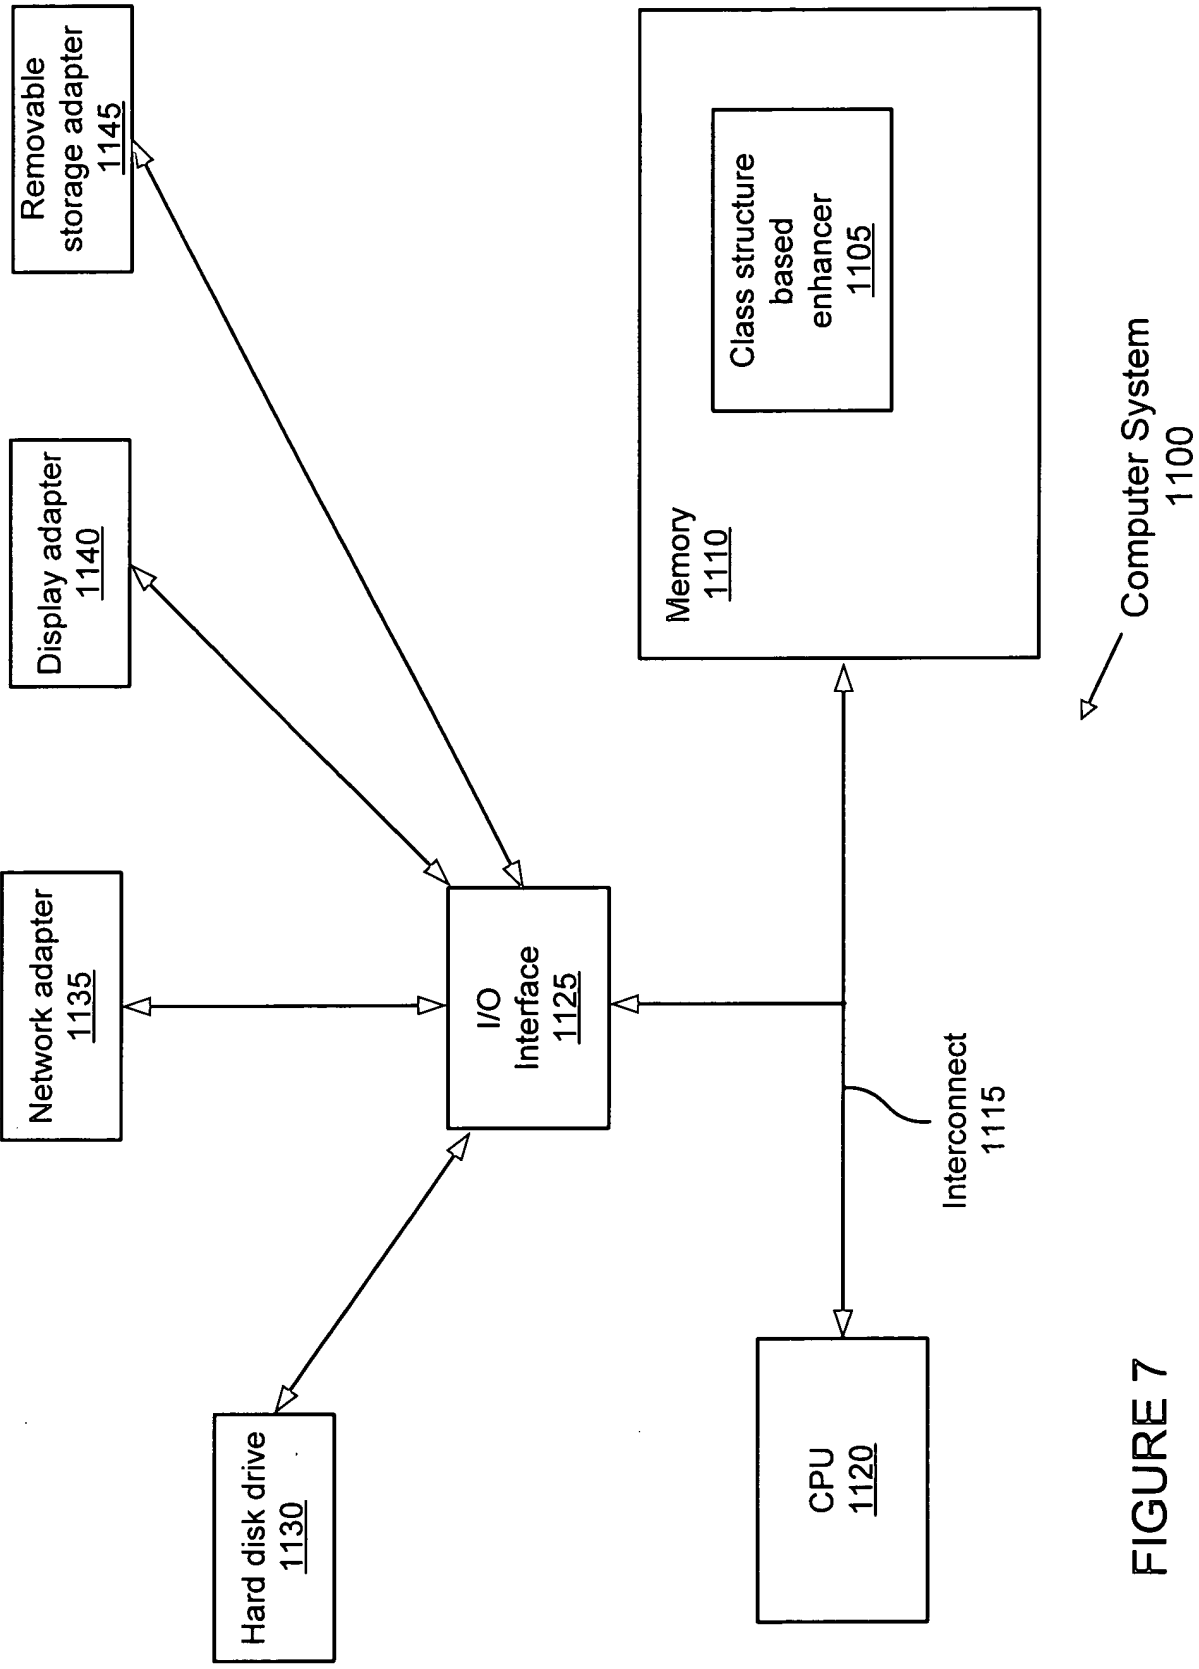 Hard disk drive
1130
Network adapter
1135
Display adapter
1140
Removable
storage adapter
1145
I/O
Interface
1125
CPU
1120
Interconnect
1115
Memory
1110
Class structure
based
enhancer
1105
Computer System
1100
FIGURE 7